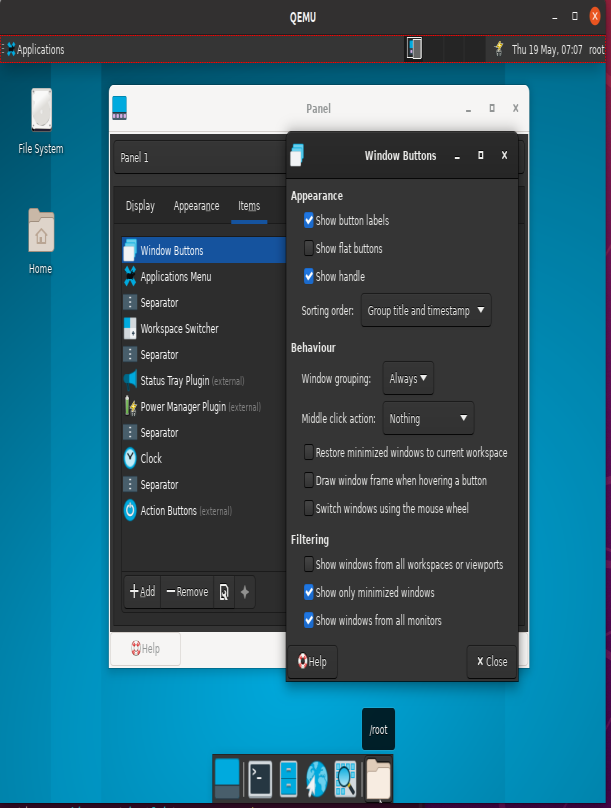 QEMU
Applications
Thu 19 May, 07:07 root
File System
Home
Panel
Panel 1
Display Appearance Items
Window Buttons
Applications Menu
Separator
Workspace Switcher
Separator
Status Tray Plugin (external)
Power Manager Plugin (external)
Separator
Clock
Separator
Action Buttons (external)
Add Remove
Help
Window Buttons
Appearance
Show button labels
Show flat buttons
Show handle
Sorting order: Group title and timestamp
Behaviour
Window grouping: Always
Middle click action: Nothing
Restore minimized windows to current workspace
Draw window frame when hovering a button
Switch windows using the mouse wheel
Filtering
Show windows from all workspaces or viewports
Show only minimized windows
Show windows from all monitors
Help Close
/root